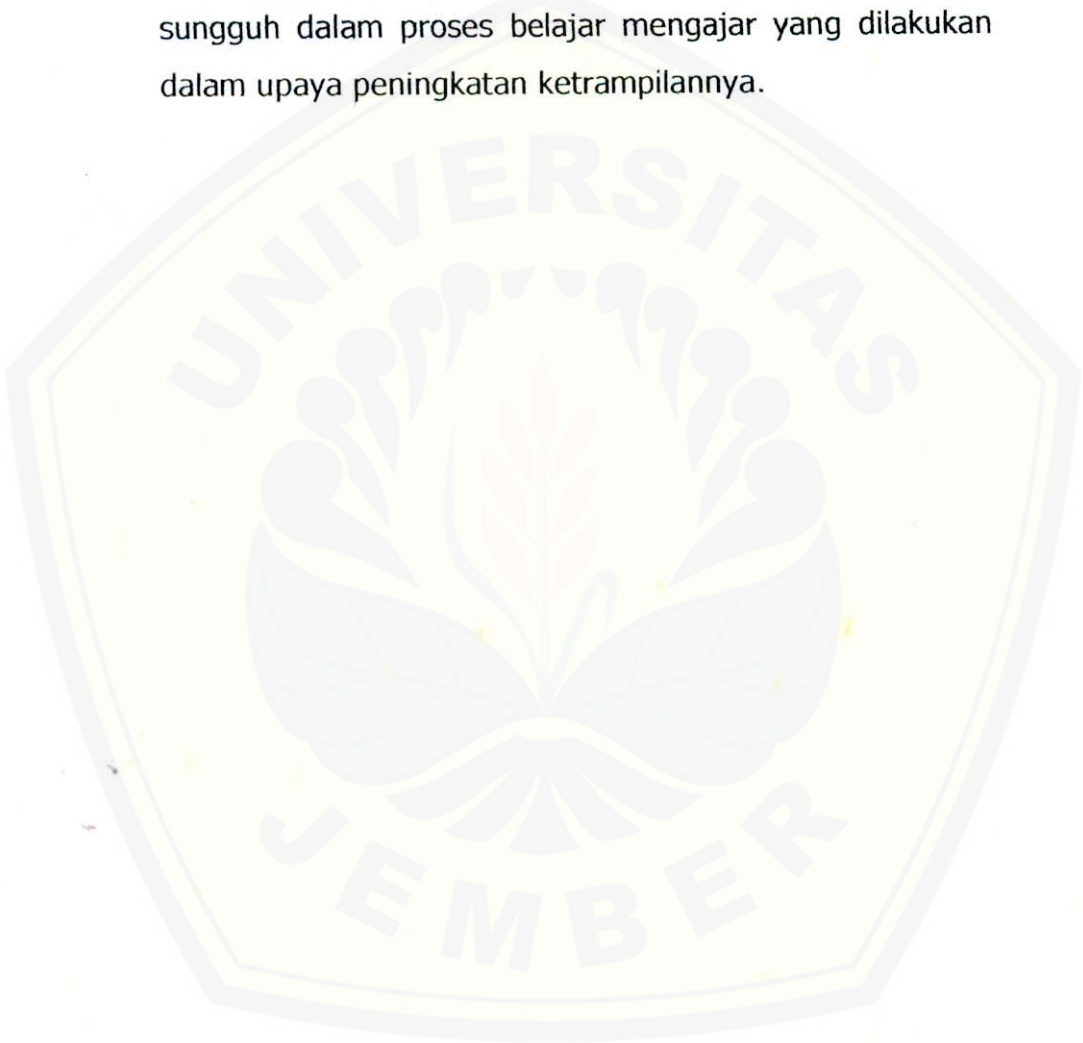 sungguh dalam proses belajar mengajar yang dilakukan
dalam upaya peningkatan ketrampilannya.
UNIVERSITAS
JEMBER